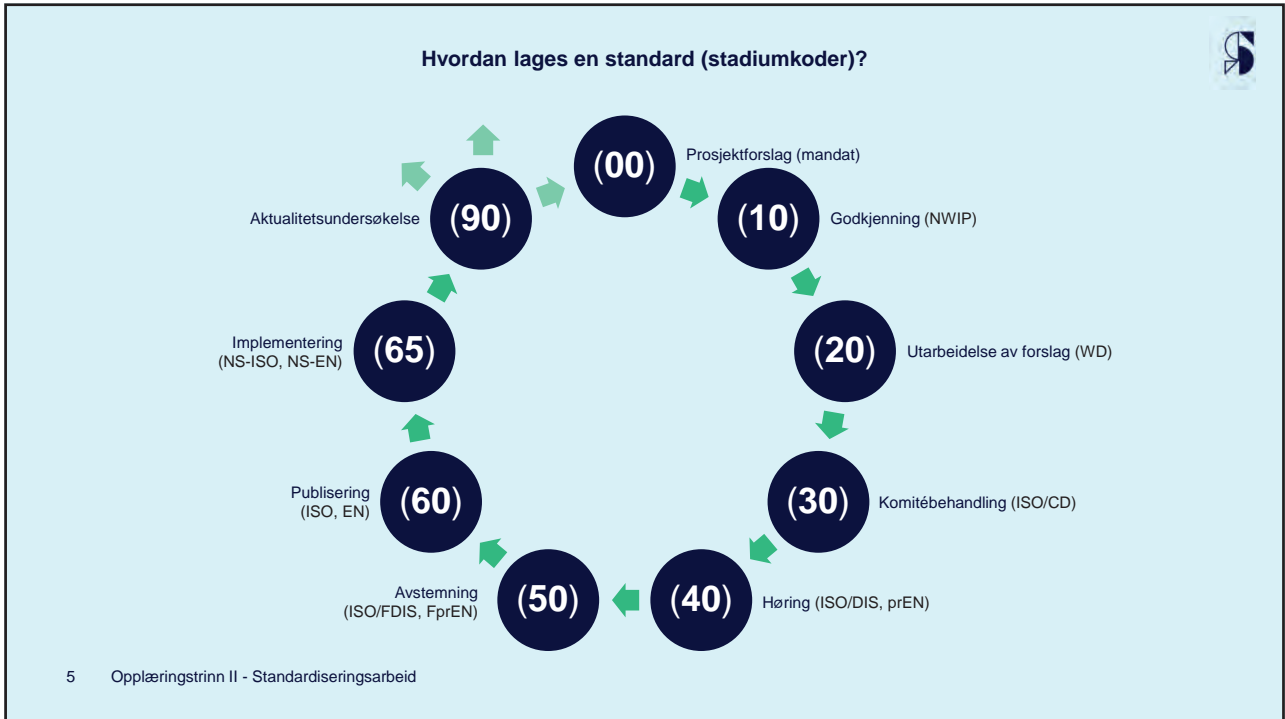 Hvordan lages en standard (stadiumkoder)?
(00)
Prosjektforslag (mandat)
(10)
Godkjenning (NWIP)
(20)
Utarbeidelse av forslag (WD)
(30)
Komitébehandling (ISO/CD)
(40)
Høring (ISO/DIS, prEN)
(50)
Avstemning
(ISO/FDIS, FprEN)
(60)
Publisering
(ISO, EN)
(65)
Implementering
(NS-ISO, NS-EN)
(90)
Aktualitetsundersøkelse
5 Opplæringstrinn II - Standardiseringsarbeid